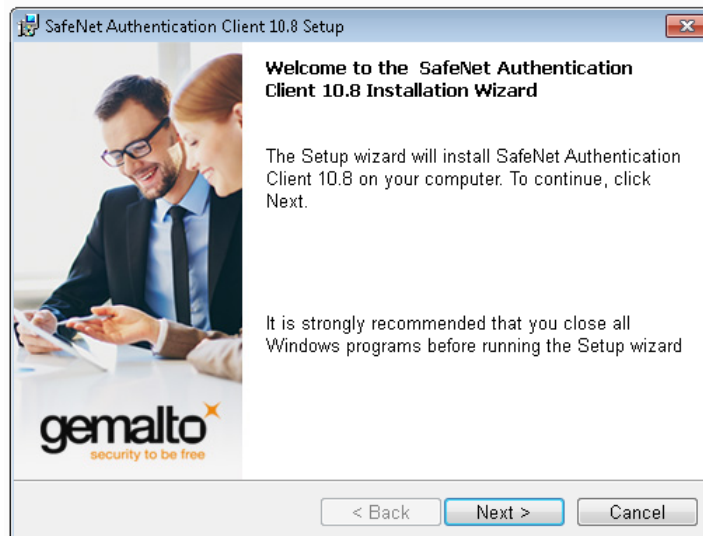 SafeNet Authentication Client 10.8 Setup
Welcome to the SafeNet Authentication
Client 10.8 Installation Wizard
The Setup wizard will install SafeNet Authentication
Client 10.8 on your computer. To continue, click
Next.
It is strongly recommended that you close all
Windows programs before running the Setup wizard
gemalto
security to be free
< Back
Next >
Cancel